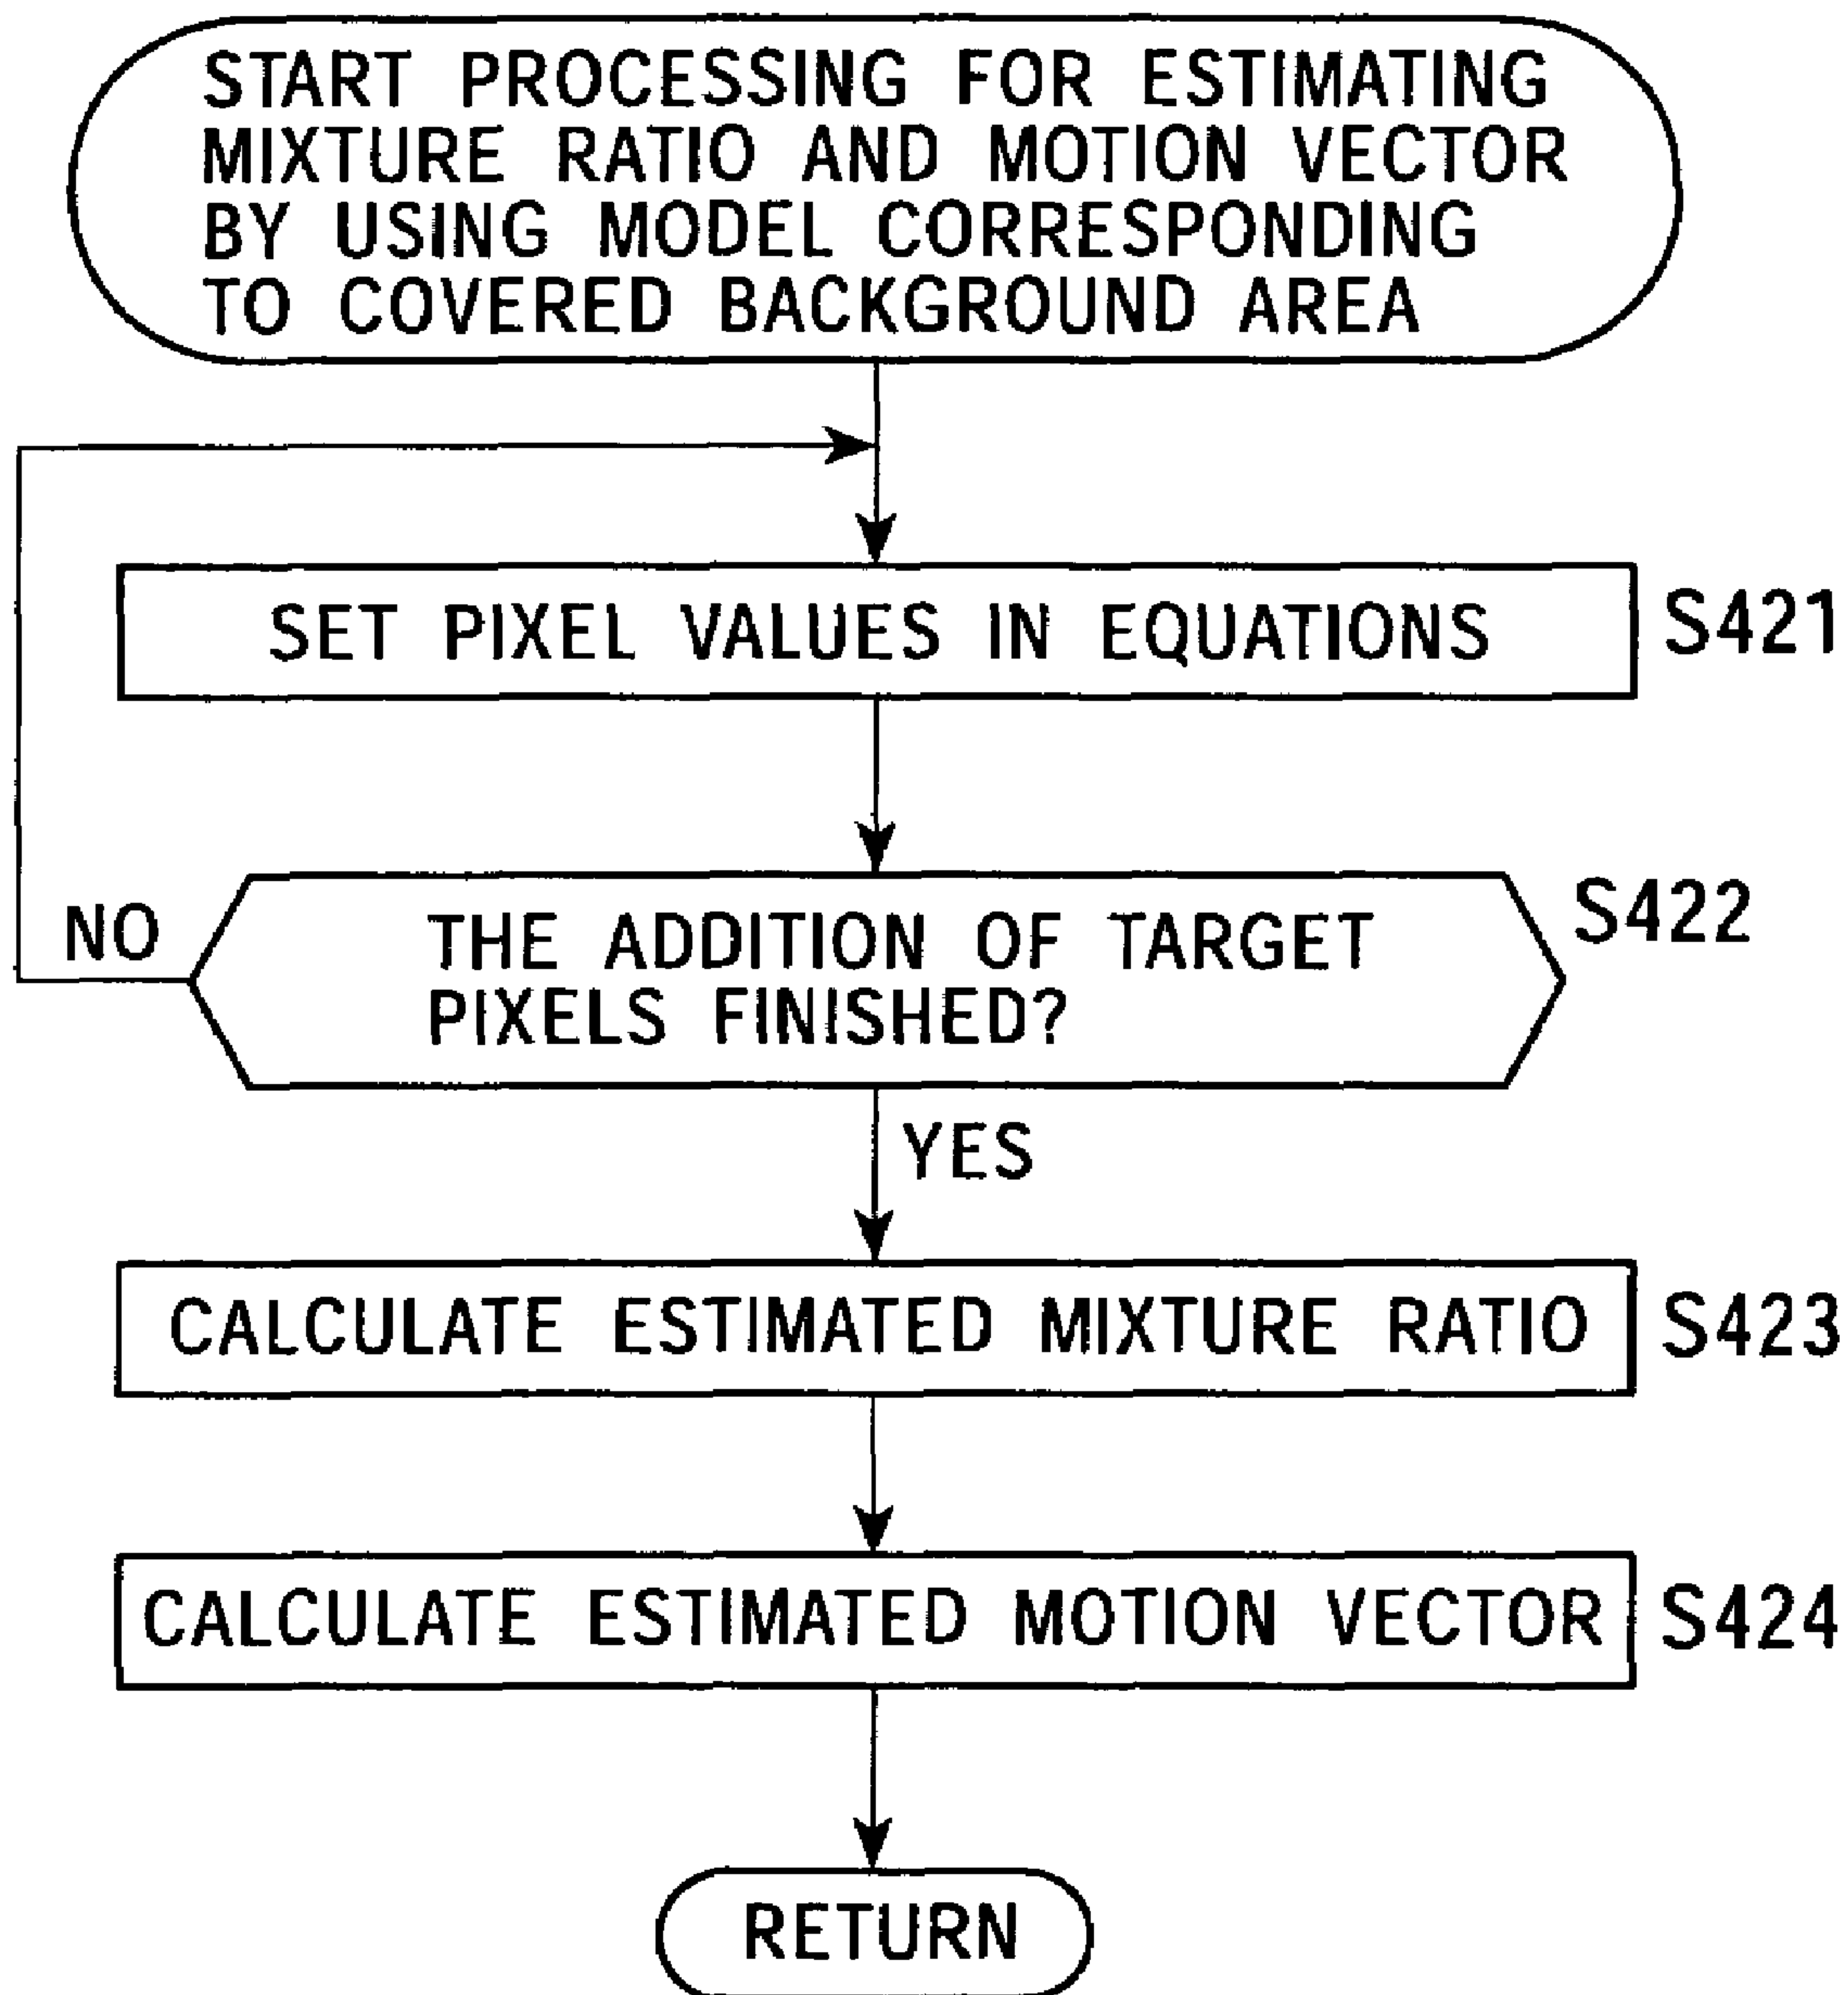 START PROCESSING FOR ESTIMATING
MIXTURE RATIO AND MOTION VECTOR
BY USING MODEL CORRESPONDING
TO COVERED BACKGROUND AREA
SET PIXEL VALUES IN EQUATIONS
S421
THE ADDITION OF TARGET
PIXELS FINISHED?
S422
NO
YES
CALCULATE ESTIMATED MIXTURE RATIO
S423
CALCULATE ESTIMATED MOTION VECTOR
S424
RETURN